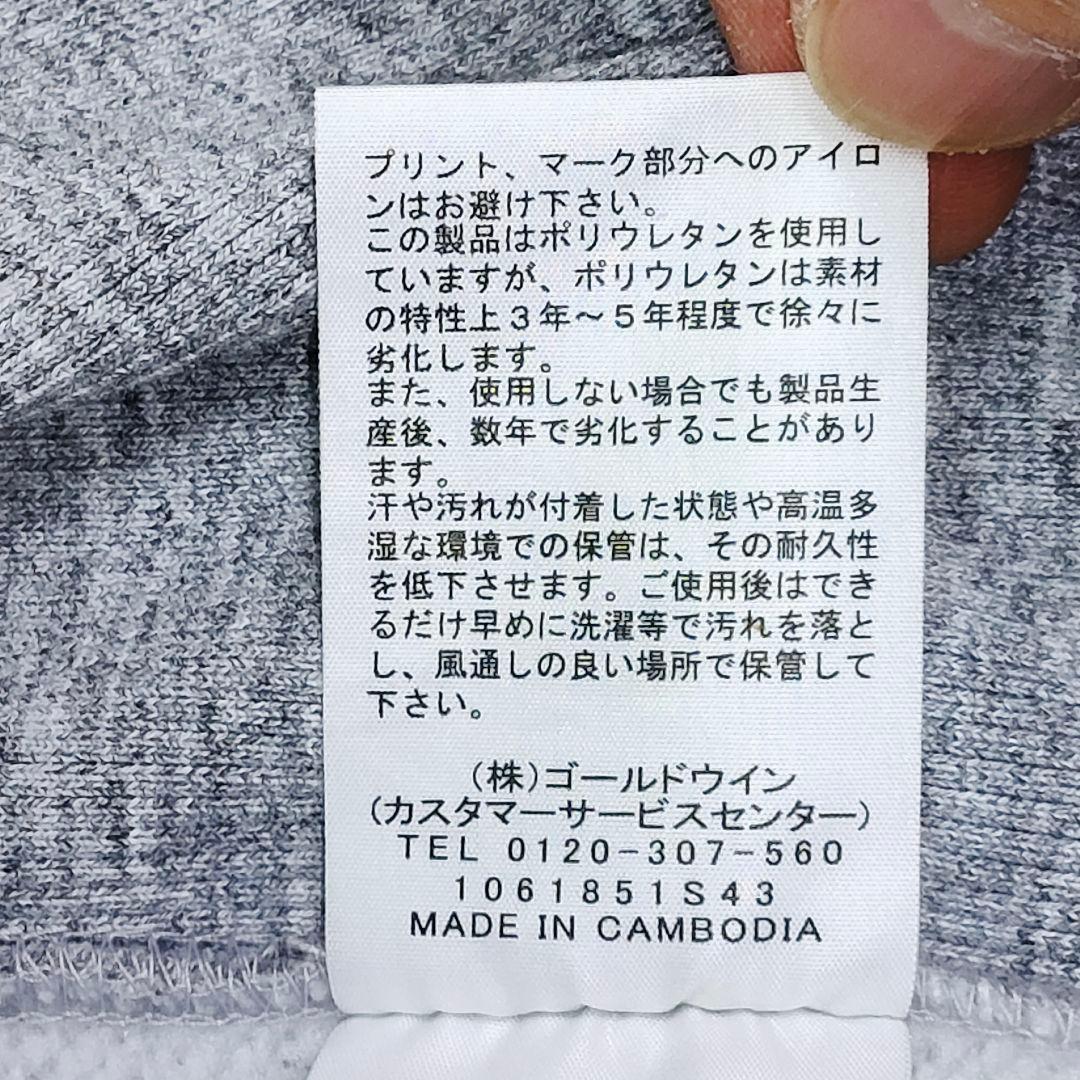 プリント、マーク部分へのアイロ
ンはお避け下さい。
この製品はポリウレタンを使用し
ていますが、ポリウレタンは素材
の特性上3年〜5年程度で徐々に
劣化します。
また、使用しない場合でも製品生
産後、数年で劣化することがあり
ます。
汗や汚れが付着した状態や高温多
湿な環境での保管は、その耐久性
を低下させます。ご使用後はでき
るだけ早めに洗濯等で汚れを落と
し、風通しの良い場所で保管して
下さい。
(株)ゴールドウイン
(カスタマーサービスセンター)
TEL 0120-307-560
1061851S43
MADE IN CAMBODIA